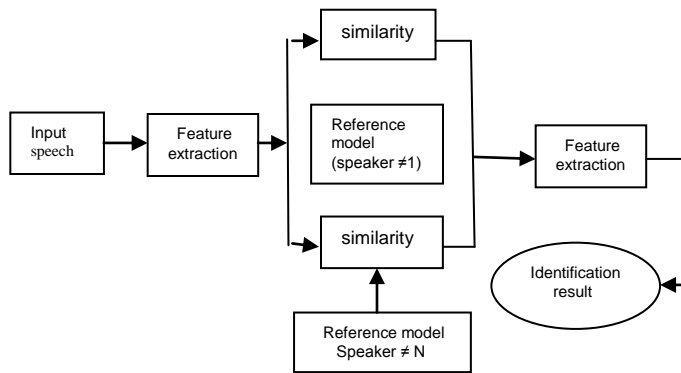 similarity
Input
speech
Feature
extraction
Reference
model
(speaker ≠1)
Feature
extraction
similarity
Identification
result
Reference model
Speaker ≠ N